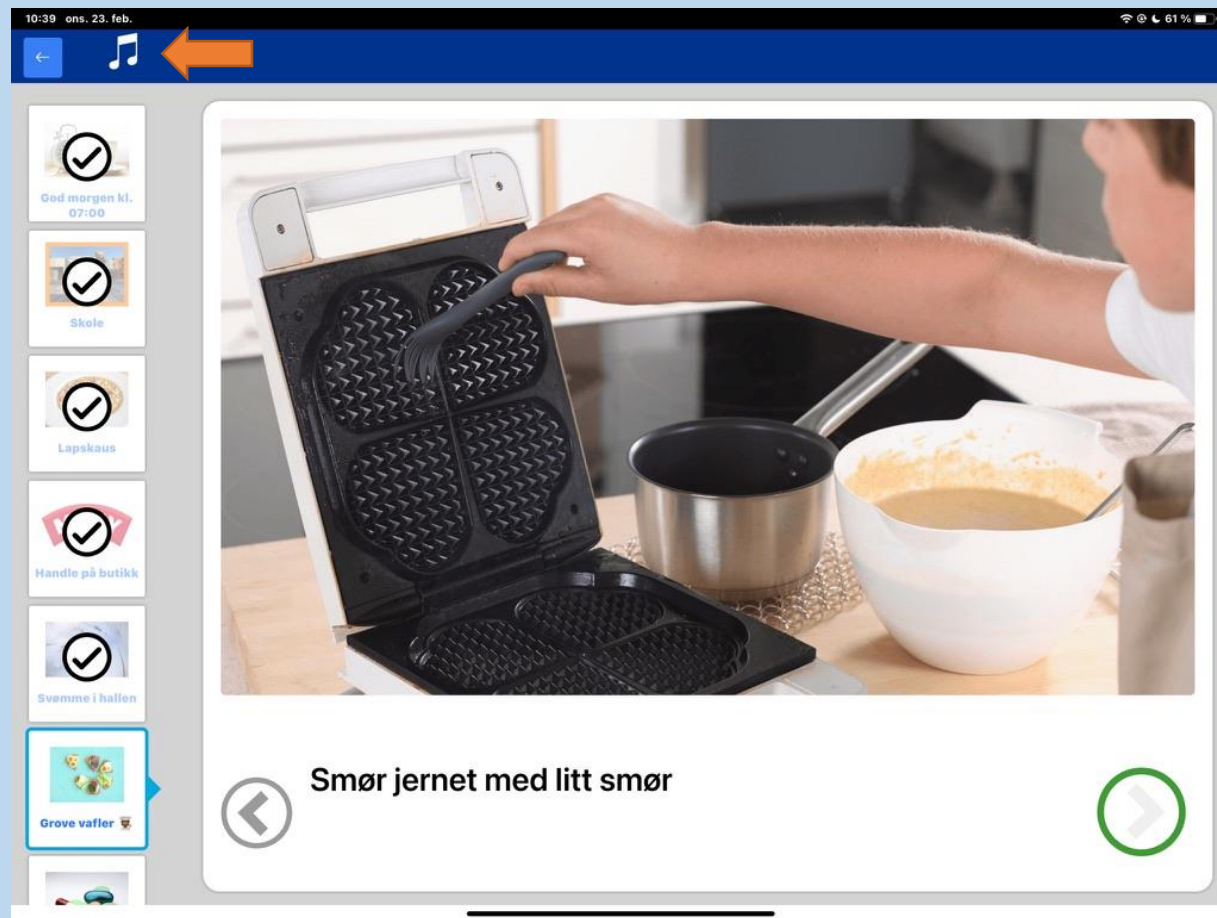 10:39 ons. 23. feb.
61 %
God morgen kl.
07:00
Skole
Lapskaus
Handle på butikk
Svømme i hallen
Grove vafler
Smør jernet med litt smør